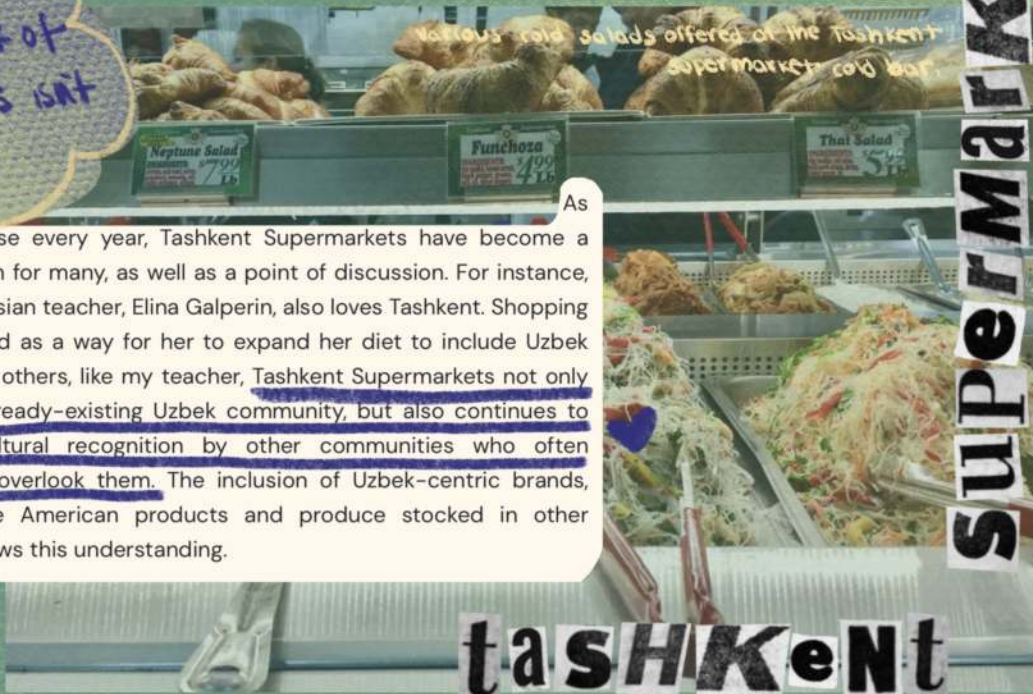 t of
s isn't
various cold salads offered at the Tashkent
supermarket cold bar.
Neptune Salad
$7.99
Lb
Funchoza
$4.99
Lb
Thai Salad
As
se every year, Tashkent Supermarkets have become a
n for many, as well as a point of discussion. For instance,
sian teacher, Elina Galperin, also loves Tashkent. Shopping
d as a way for her to expand her diet to include Uzbek
others, like my teacher, Tashkent Supermarkets not only
ready-existing Uzbek community, but also continues to
ltural recognition by other communities who often
overlook them. The inclusion of Uzbek-centric brands,
e American products and produce stocked in other
ws this understanding.
tasHKeNt
suPerMarK